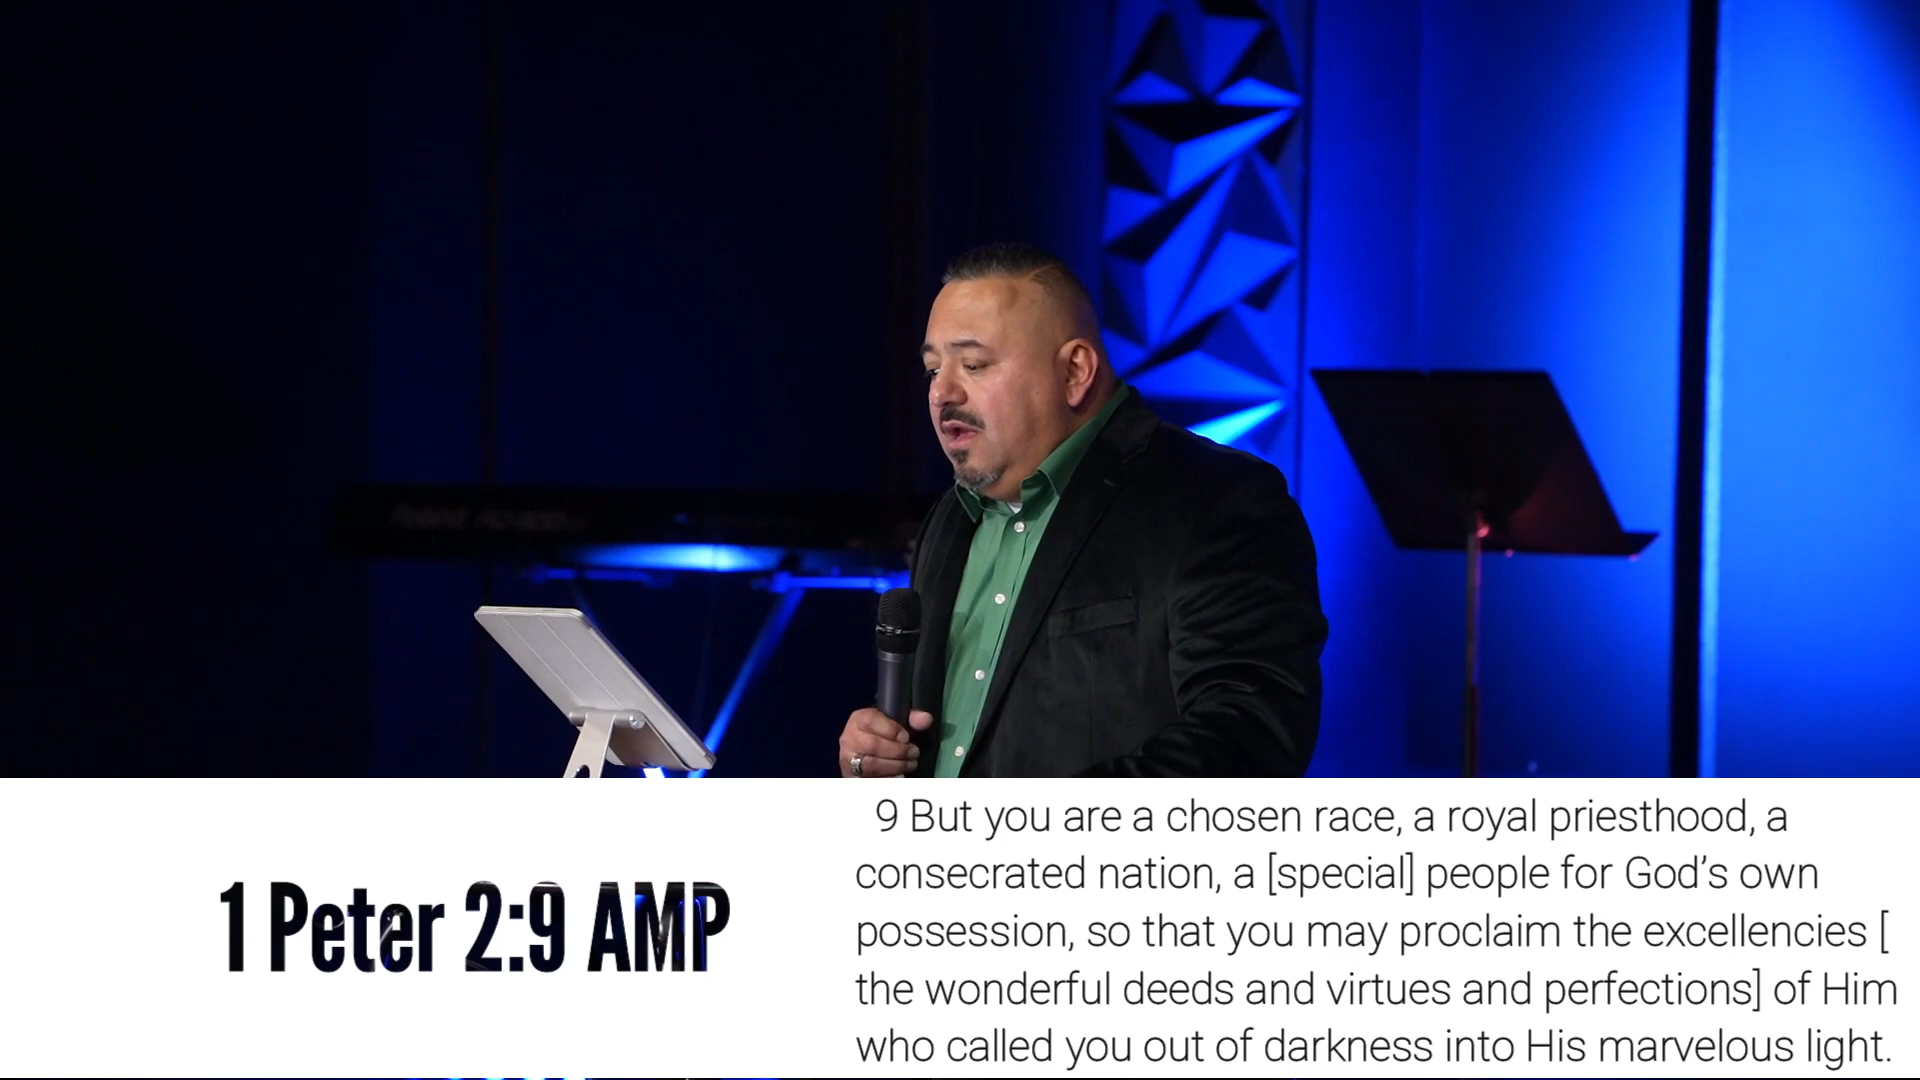 Roland
1 Peter 2:9 AMP
9 But you are a chosen race, a royal priesthood, a
consecrated nation, a [special] people for God's own
possession, so that you may proclaim the excellencies [
the wonderful deeds and virtues and perfections] of Him
who called you out of darkness into His marvelous light.